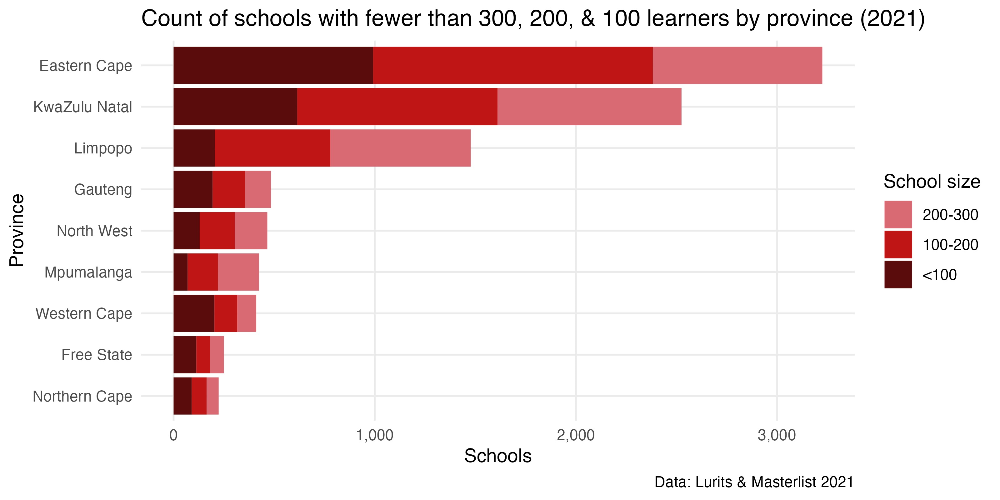 Count of schools with fewer than 300, 200, & 100 learners by province (2021)
Province
Eastern Cape
KwaZulu Natal
Limpopo
Gauteng
North West
Mpumalanga
Western Cape
Free State
Northern Cape
0
1,000
2,000
3,000
Schools
School size
200-300
100-200
<100
Data: Lurits & Masterlist 2021